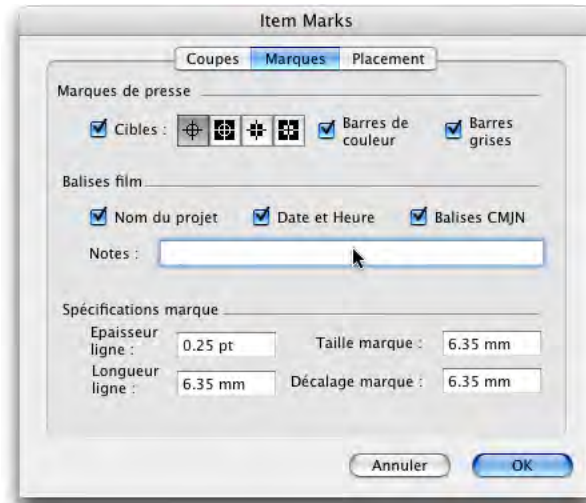 Item Marks
Coupes Marques Placement
Marques de presse
Cibles : Barres de couleur Barres grises
Balises film
Nom du projet Date et Heure Balises CMJN
Notes :
Spécifications marque
Epaisseur ligne : 0.25 pt Taille marque : 6.35 mm
Longueur ligne : 6.35 mm Décalage marque : 6.35 mm
Annuler OK